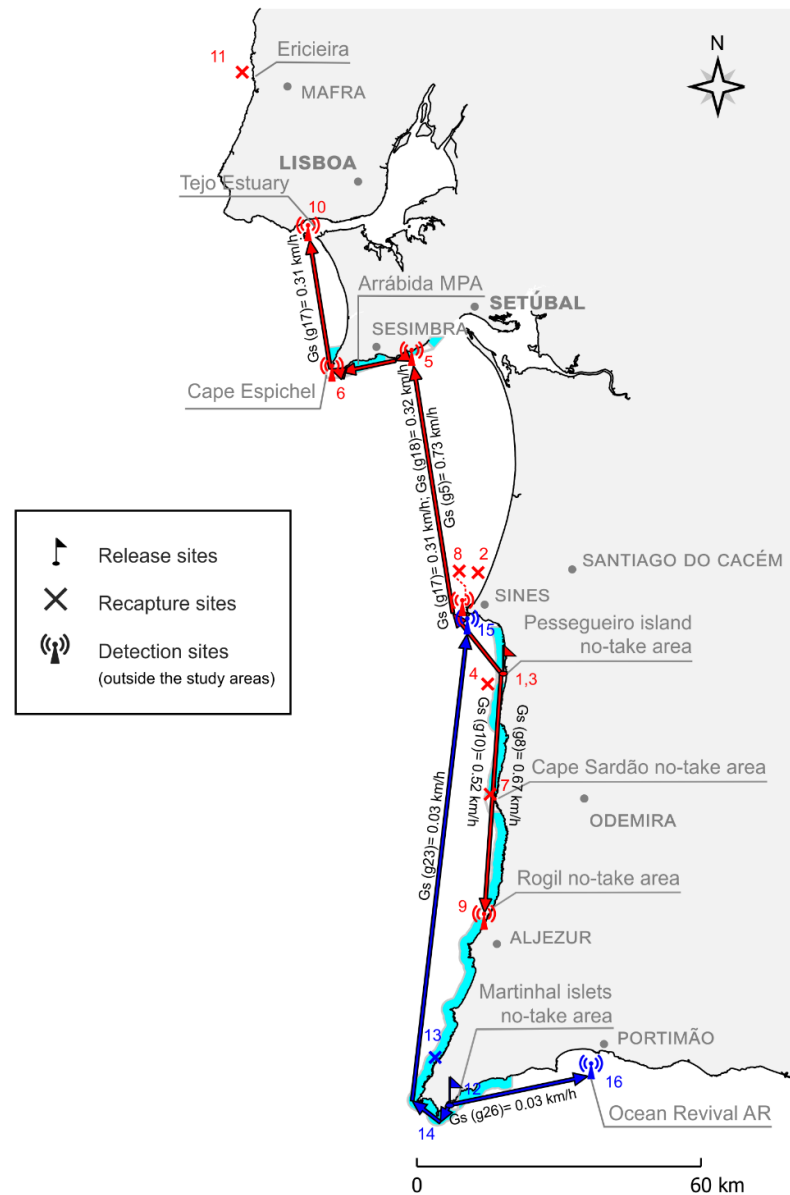 11
Ericieira
MAFRA
N
LISBOA
Tejo Estuary
10
Gs (g17)= 0.31 km/h
Arrábida MPA
SETÚBAL
SESIMBRA
5
Cape Espichel
6
Gs (g17)= 0.31 km/h; Gs (g18)= 0.32 km/h
Gs (g5)= 0.73 km/h
Release sites
Recapture sites
Detection sites
(outside the study areas)
8
2
SANTIAGO DO CACÉM
SINES
15
Pessegueiro island
no-take area
4
1,3
Gs (g10)= 0.52 km/h
Gs (g8)= 0.67 km/h
Cape Sardão no-take area
7
ODEMIRA
Gs (g23)= 0.03 km/h
Rogil no-take area
9
ALJEZUR
Martinhal islets
no-take area
13
PORTIMÃO
12
16
Gs (g26)= 0.03 km/h
Ocean Revival AR
14
0
60 km